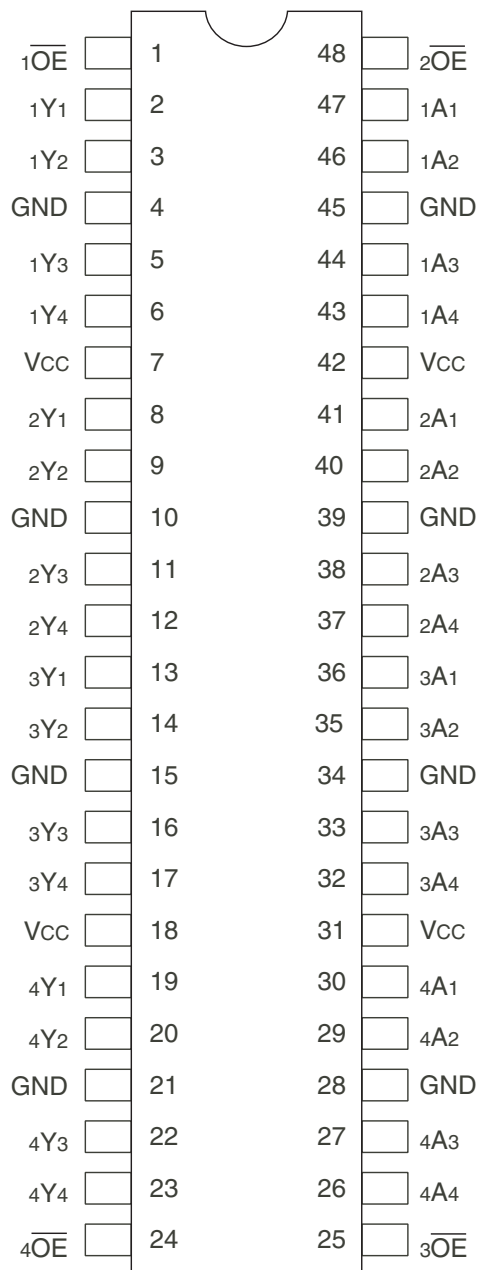 1O̅E̅ 1 48 2O̅E̅
1Y1 2 47 1A1
1Y2 3 46 1A2
GND 4 45 GND
1Y3 5 44 1A3
1Y4 6 43 1A4
VCC 7 42 VCC
2Y1 8 41 2A1
2Y2 9 40 2A2
GND 10 39 GND
2Y3 11 38 2A3
2Y4 12 37 2A4
3Y1 13 36 3A1
3Y2 14 35 3A2
GND 15 34 GND
3Y3 16 33 3A3
3Y4 17 32 3A4
VCC 18 31 VCC
4Y1 19 30 4A1
4Y2 20 29 4A2
GND 21 28 GND
4Y3 22 27 4A3
4Y4 23 26 4A4
4O̅E̅ 24 25 3O̅E̅